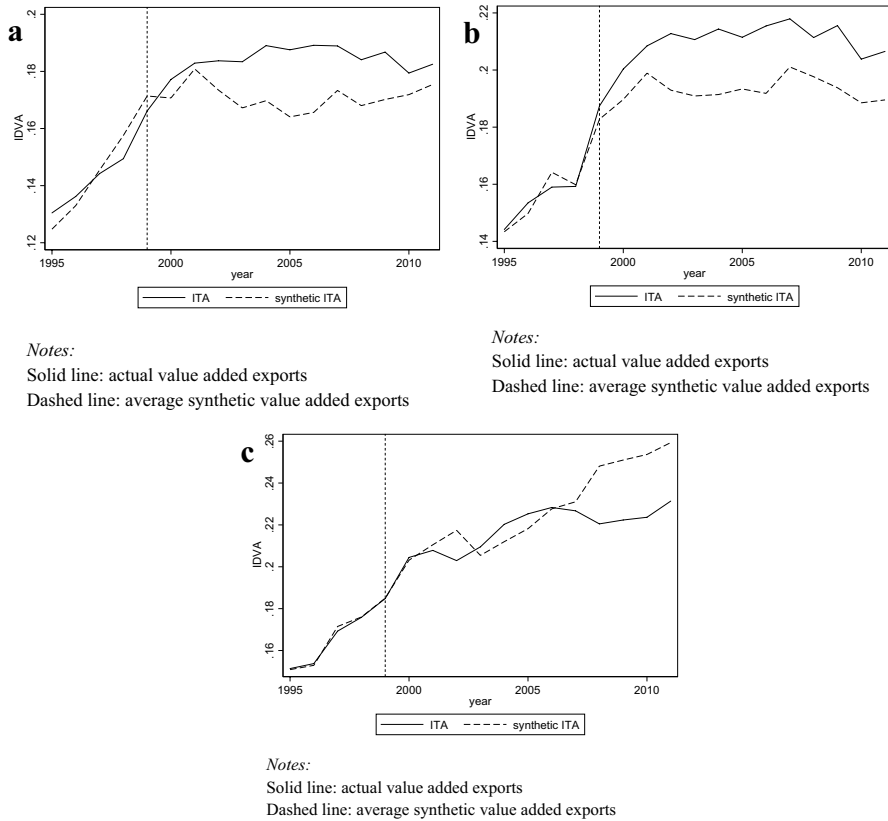 a
IDVA
.12 .14 .16 .18 .2
1995 2000 2005 2010
year
ITA synthetic ITA
Notes:
Solid line: actual value added exports
Dashed line: average synthetic value added exports
b
IDVA
.14 .16 .18 .2 .22
1995 2000 2005 2010
year
ITA synthetic ITA
Notes:
Solid line: actual value added exports
Dashed line: average synthetic value added exports
c
IDVA
.16 .18 .2 .22 .24 .26
1995 2000 2005 2010
year
ITA synthetic ITA
Notes:
Solid line: actual value added exports
Dashed line: average synthetic value added exports